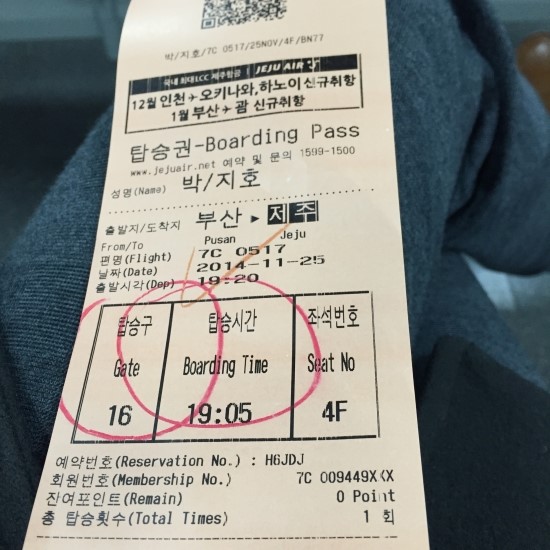 박/지호/7C 0517/25NOV/4F/BN77
국내 최대 LCC 제주항공 | JEJU AIR
12월 인천✈오키나와,하노이 신규취항
1월 부산✈괌 신규취항
탑승권-Boarding Pass
www.jejuair.net 예약 및 문의 1599-1500
성명(Name) 박/지호
출발지/도착지 부산 ▶ 제주
From/To Pusan Jeju
편명(Flight) 7C 0517
날짜(Date) 2014-11-25
출발시각(Dep) 19:20
탑승구 탑승시간 좌석번호
Gate Boarding Time Seat No
16 19:05 4F
예약번호(Reservation No.) : H6JDJ
회원번호(Membership No.) 7C 009449XXX
잔여포인트(Remain) 0 Point
총 탑승횟수(Total Times) 1 회